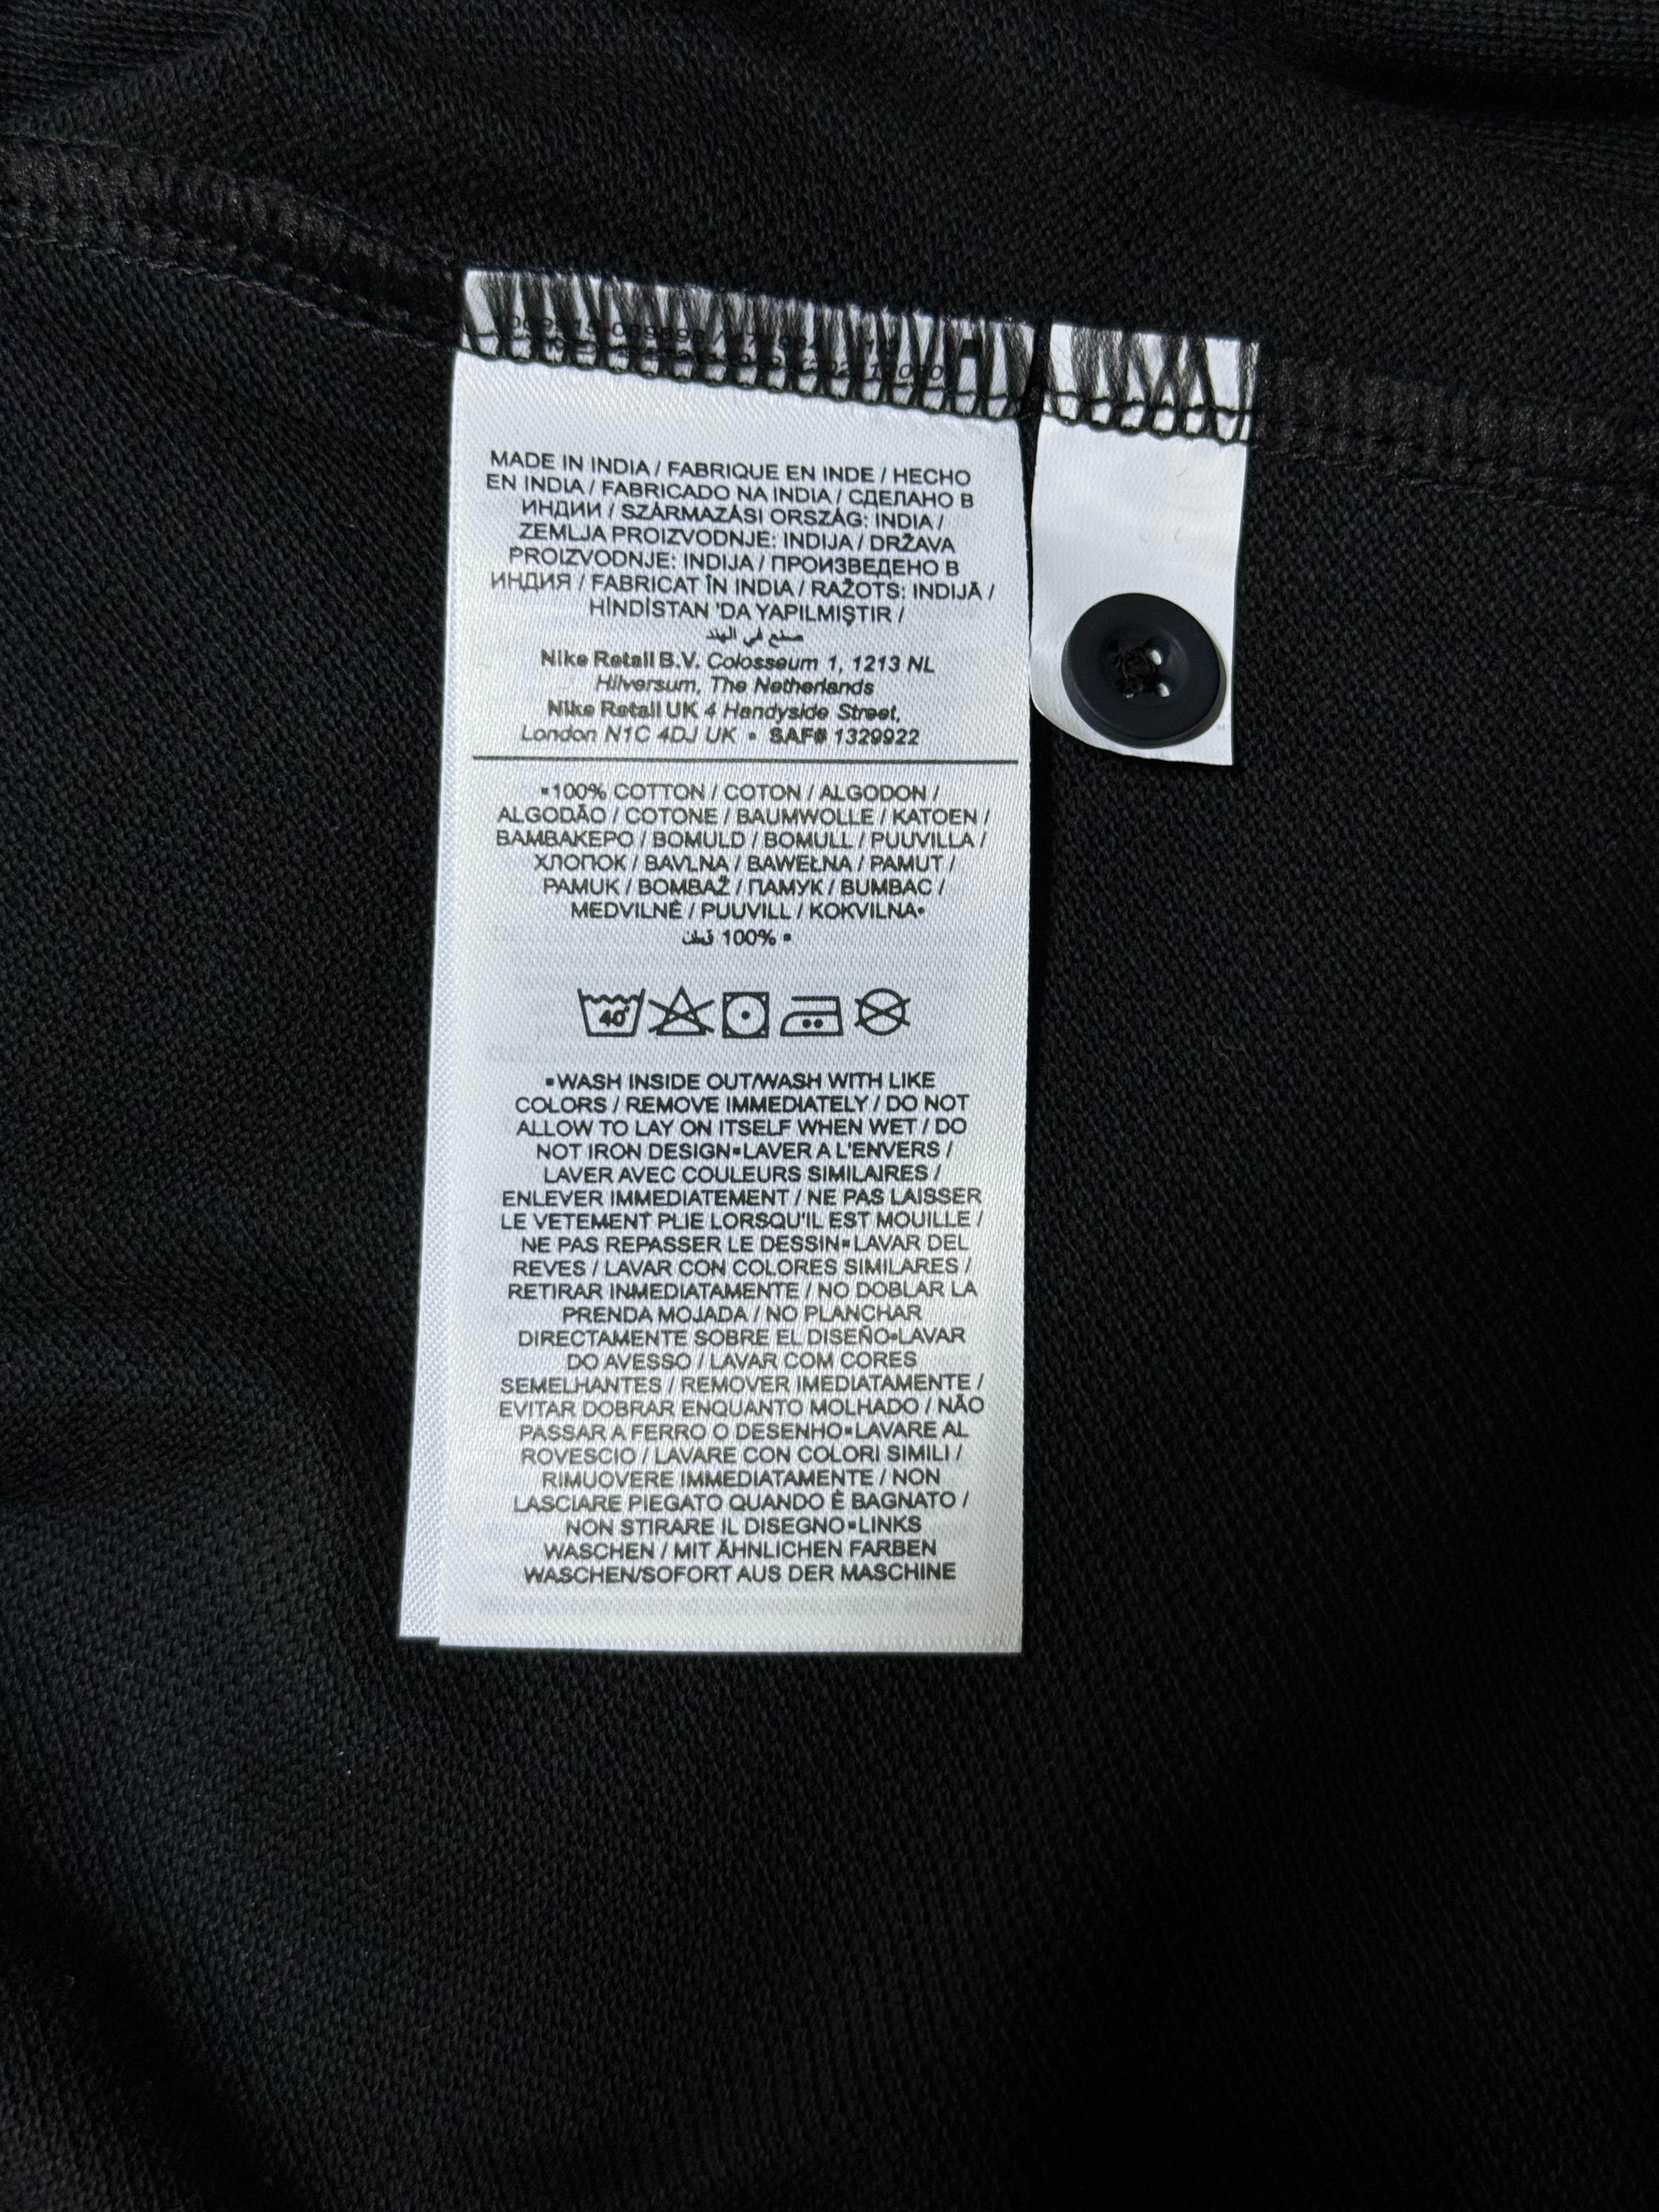 MADE IN INDIA / FABRIQUE EN INDE / HECHO
EN INDIA / FABRICADO NA INDIA / СДЕЛАНО В
ИНДИИ / SZÁRMAZÁSI ORSZÁG: INDIA /
ZEMLJA PROIZVODNJE: INDIJA / DRŽAVA
PROIZVODNJE: INDIJA / ПРОИЗВЕДЕНО В
ИНДИЯ / FABRICAT ÎN INDIA / RAŽOTS: INDIJĀ /
HİNDİSTAN 'DA YAPILMIŞTIR /
صنع في الهند
Nike Retail B.V. Colosseum 1, 1213 NL
Hilversum, The Netherlands
Nike Retail UK 4 Handyside Street,
London N1C 4DJ UK ▪ SAF# 1329922
▪100% COTTON / COTON / ALGODON /
ALGODÃO / COTONE / BAUMWOLLE / KATOEN /
ΒΑΜΒΑΚΕΡΟ / BOMULD / BOMULL / PUUVILLA /
ХЛОПОК / BAVLNA / BAWEŁNA / PAMUT /
PAMUK / BOMBAŽ / ПАМУК / BUMBAC /
MEDVILNĖ / PUUVILL / KOKVILNA▪
▪ 100% قطن
40°
▪WASH INSIDE OUT/WASH WITH LIKE
COLORS / REMOVE IMMEDIATELY / DO NOT
ALLOW TO LAY ON ITSELF WHEN WET / DO
NOT IRON DESIGN▪LAVER A L'ENVERS /
LAVER AVEC COULEURS SIMILAIRES /
ENLEVER IMMEDIATEMENT / NE PAS LAISSER
LE VETEMENT PLIE LORSQU'IL EST MOUILLE /
NE PAS REPASSER LE DESSIN▪LAVAR DEL
REVES / LAVAR CON COLORES SIMILARES /
RETIRAR INMEDIATAMENTE / NO DOBLAR LA
PRENDA MOJADA / NO PLANCHAR
DIRECTAMENTE SOBRE EL DISEÑO▪LAVAR
DO AVESSO / LAVAR COM CORES
SEMELHANTES / REMOVER IMEDIATAMENTE /
EVITAR DOBRAR ENQUANTO MOLHADO / NÃO
PASSAR A FERRO O DESENHO▪LAVARE AL
ROVESCIO / LAVARE CON COLORI SIMILI /
RIMUOVERE IMMEDIATAMENTE / NON
LASCIARE PIEGATO QUANDO È BAGNATO /
NON STIRARE IL DISEGNO▪LINKS
WASCHEN / MIT ÄHNLICHEN FARBEN
WASCHEN/SOFORT AUS DER MASCHINE